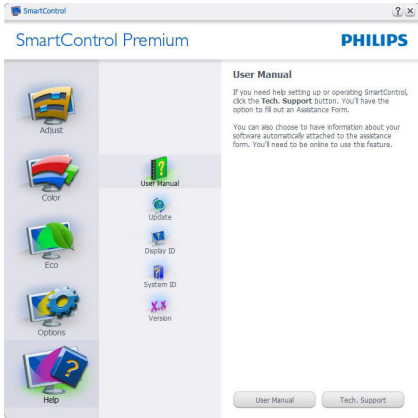 SmartControl
SmartControl Premium
PHILIPS
Adjust
Color
Eco
Options
Help
User Manual
Update
Display ID
System ID
Version
User Manual
If you need help setting up or operating SmartControl,
click the Tech. Support button. You'll have the
option to fill out an Assistance Form.
You can also choose to have information about your
software automatically attached to the assistance
form. You'll need to be online to use this feature.
User Manual
Tech. Support